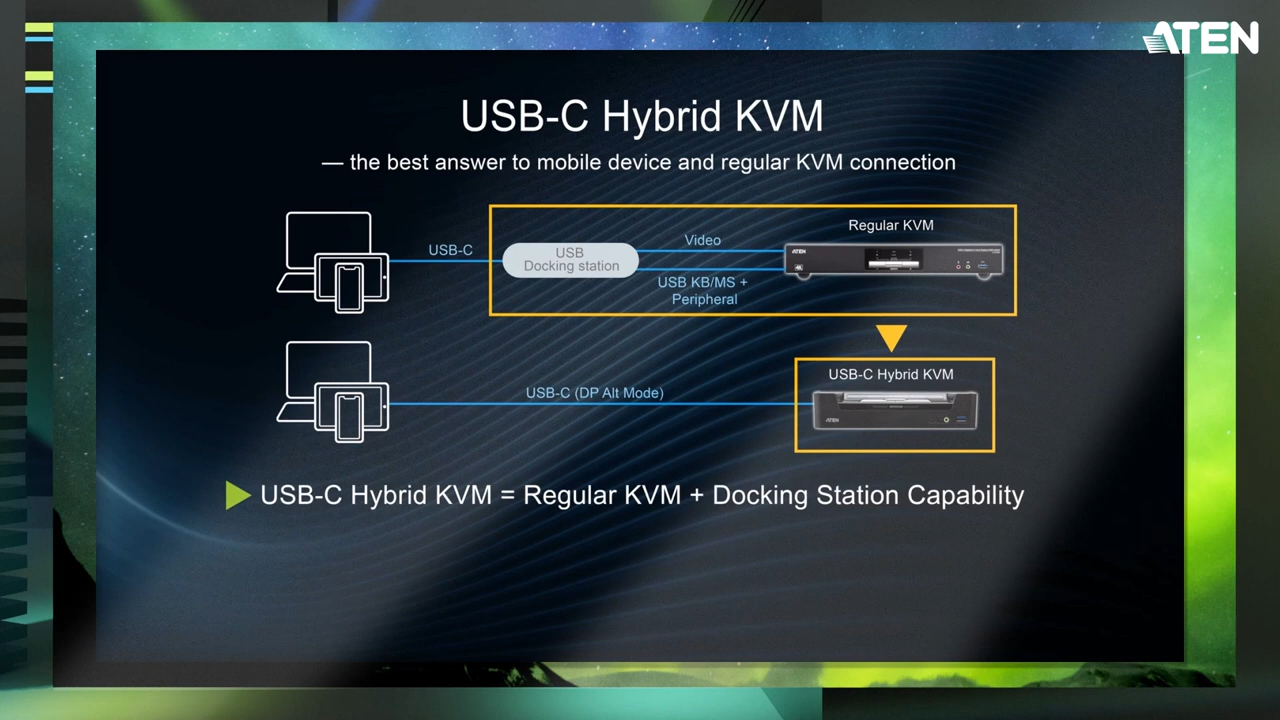 ATEN
USB-C Hybrid KVM
— the best answer to mobile device and regular KVM connection
Regular KVM
USB-C
USB
Docking station
Video
USB KB/MS +
Peripheral
ATEN
4K
USB-C Hybrid KVM
USB-C (DP Alt Mode)
ATEN
USB-C Hybrid KVM = Regular KVM + Docking Station Capability